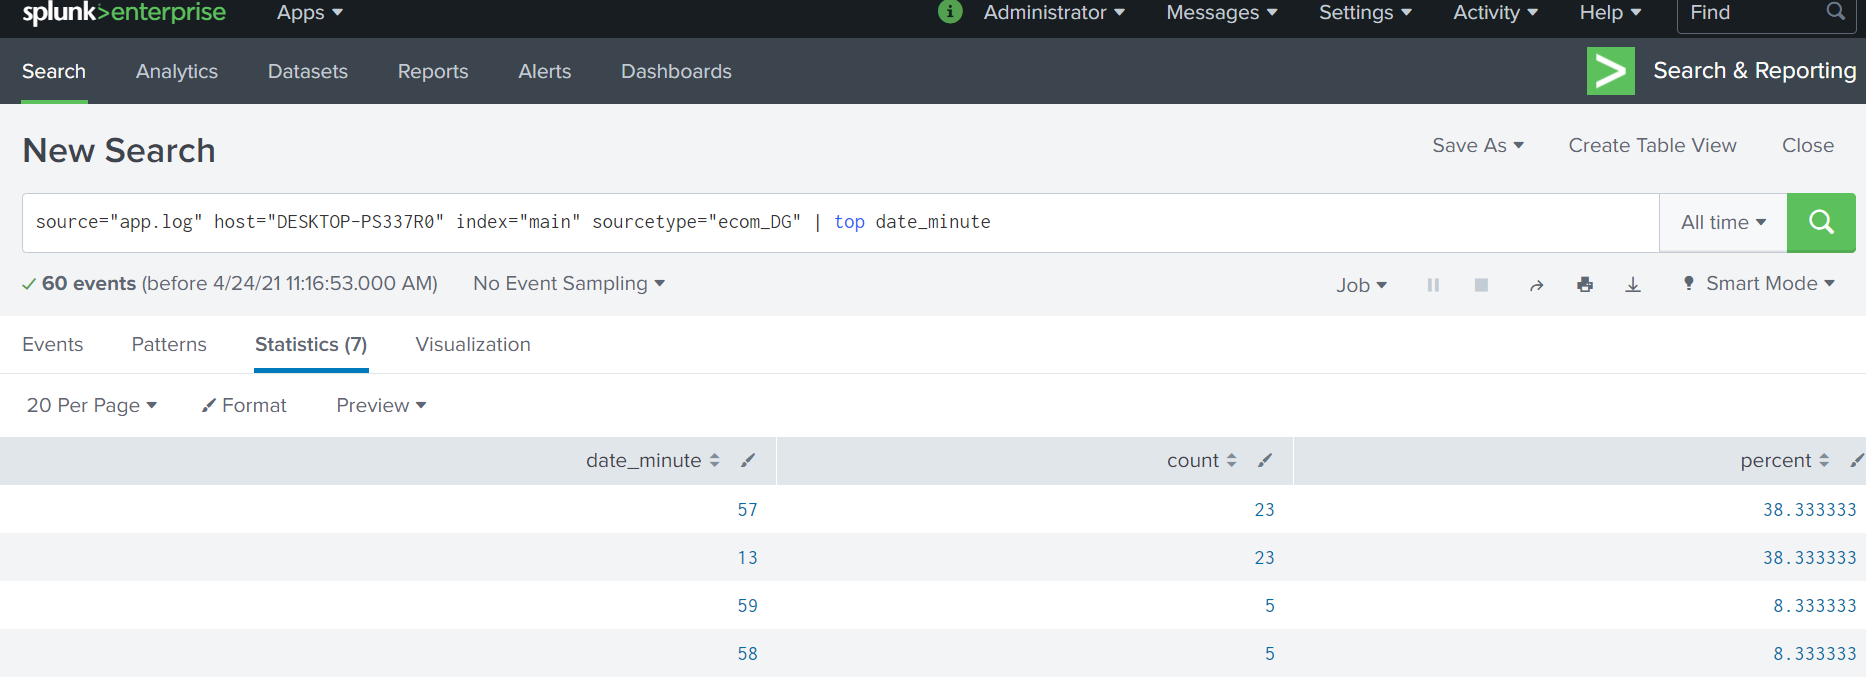 splunk>enterprise Apps i Administrator Messages Settings Activity Help Find
Search Analytics Datasets Reports Alerts Dashboards Search & Reporting
New Search Save As Create Table View Close
source="app.log" host="DESKTOP-PS337R0" index="main" sourcetype="ecom_DG" | top date_minute All time
60 events (before 4/24/21 11:16:53.000 AM) No Event Sampling Job Smart Mode
Events Patterns Statistics (7) Visualization
20 Per Page Format Preview
date_minute count percent
57 23 38.333333
13 23 38.333333
59 5 8.333333
58 5 8.333333